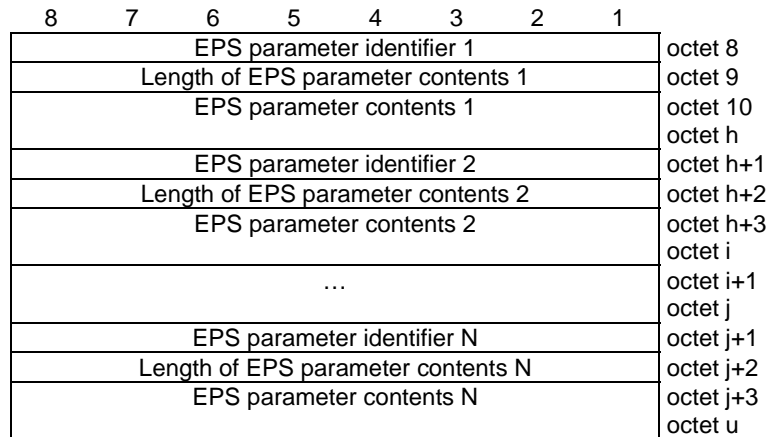 8 7 6 5 4 3 2 1
EPS parameter identifier 1 octet 8
Length of EPS parameter contents 1 octet 9
EPS parameter contents 1 octet 10
octet h
EPS parameter identifier 2 octet h+1
Length of EPS parameter contents 2 octet h+2
EPS parameter contents 2 octet h+3
octet i
… octet i+1
octet j
EPS parameter identifier N octet j+1
Length of EPS parameter contents N octet j+2
EPS parameter contents N octet j+3
octet u